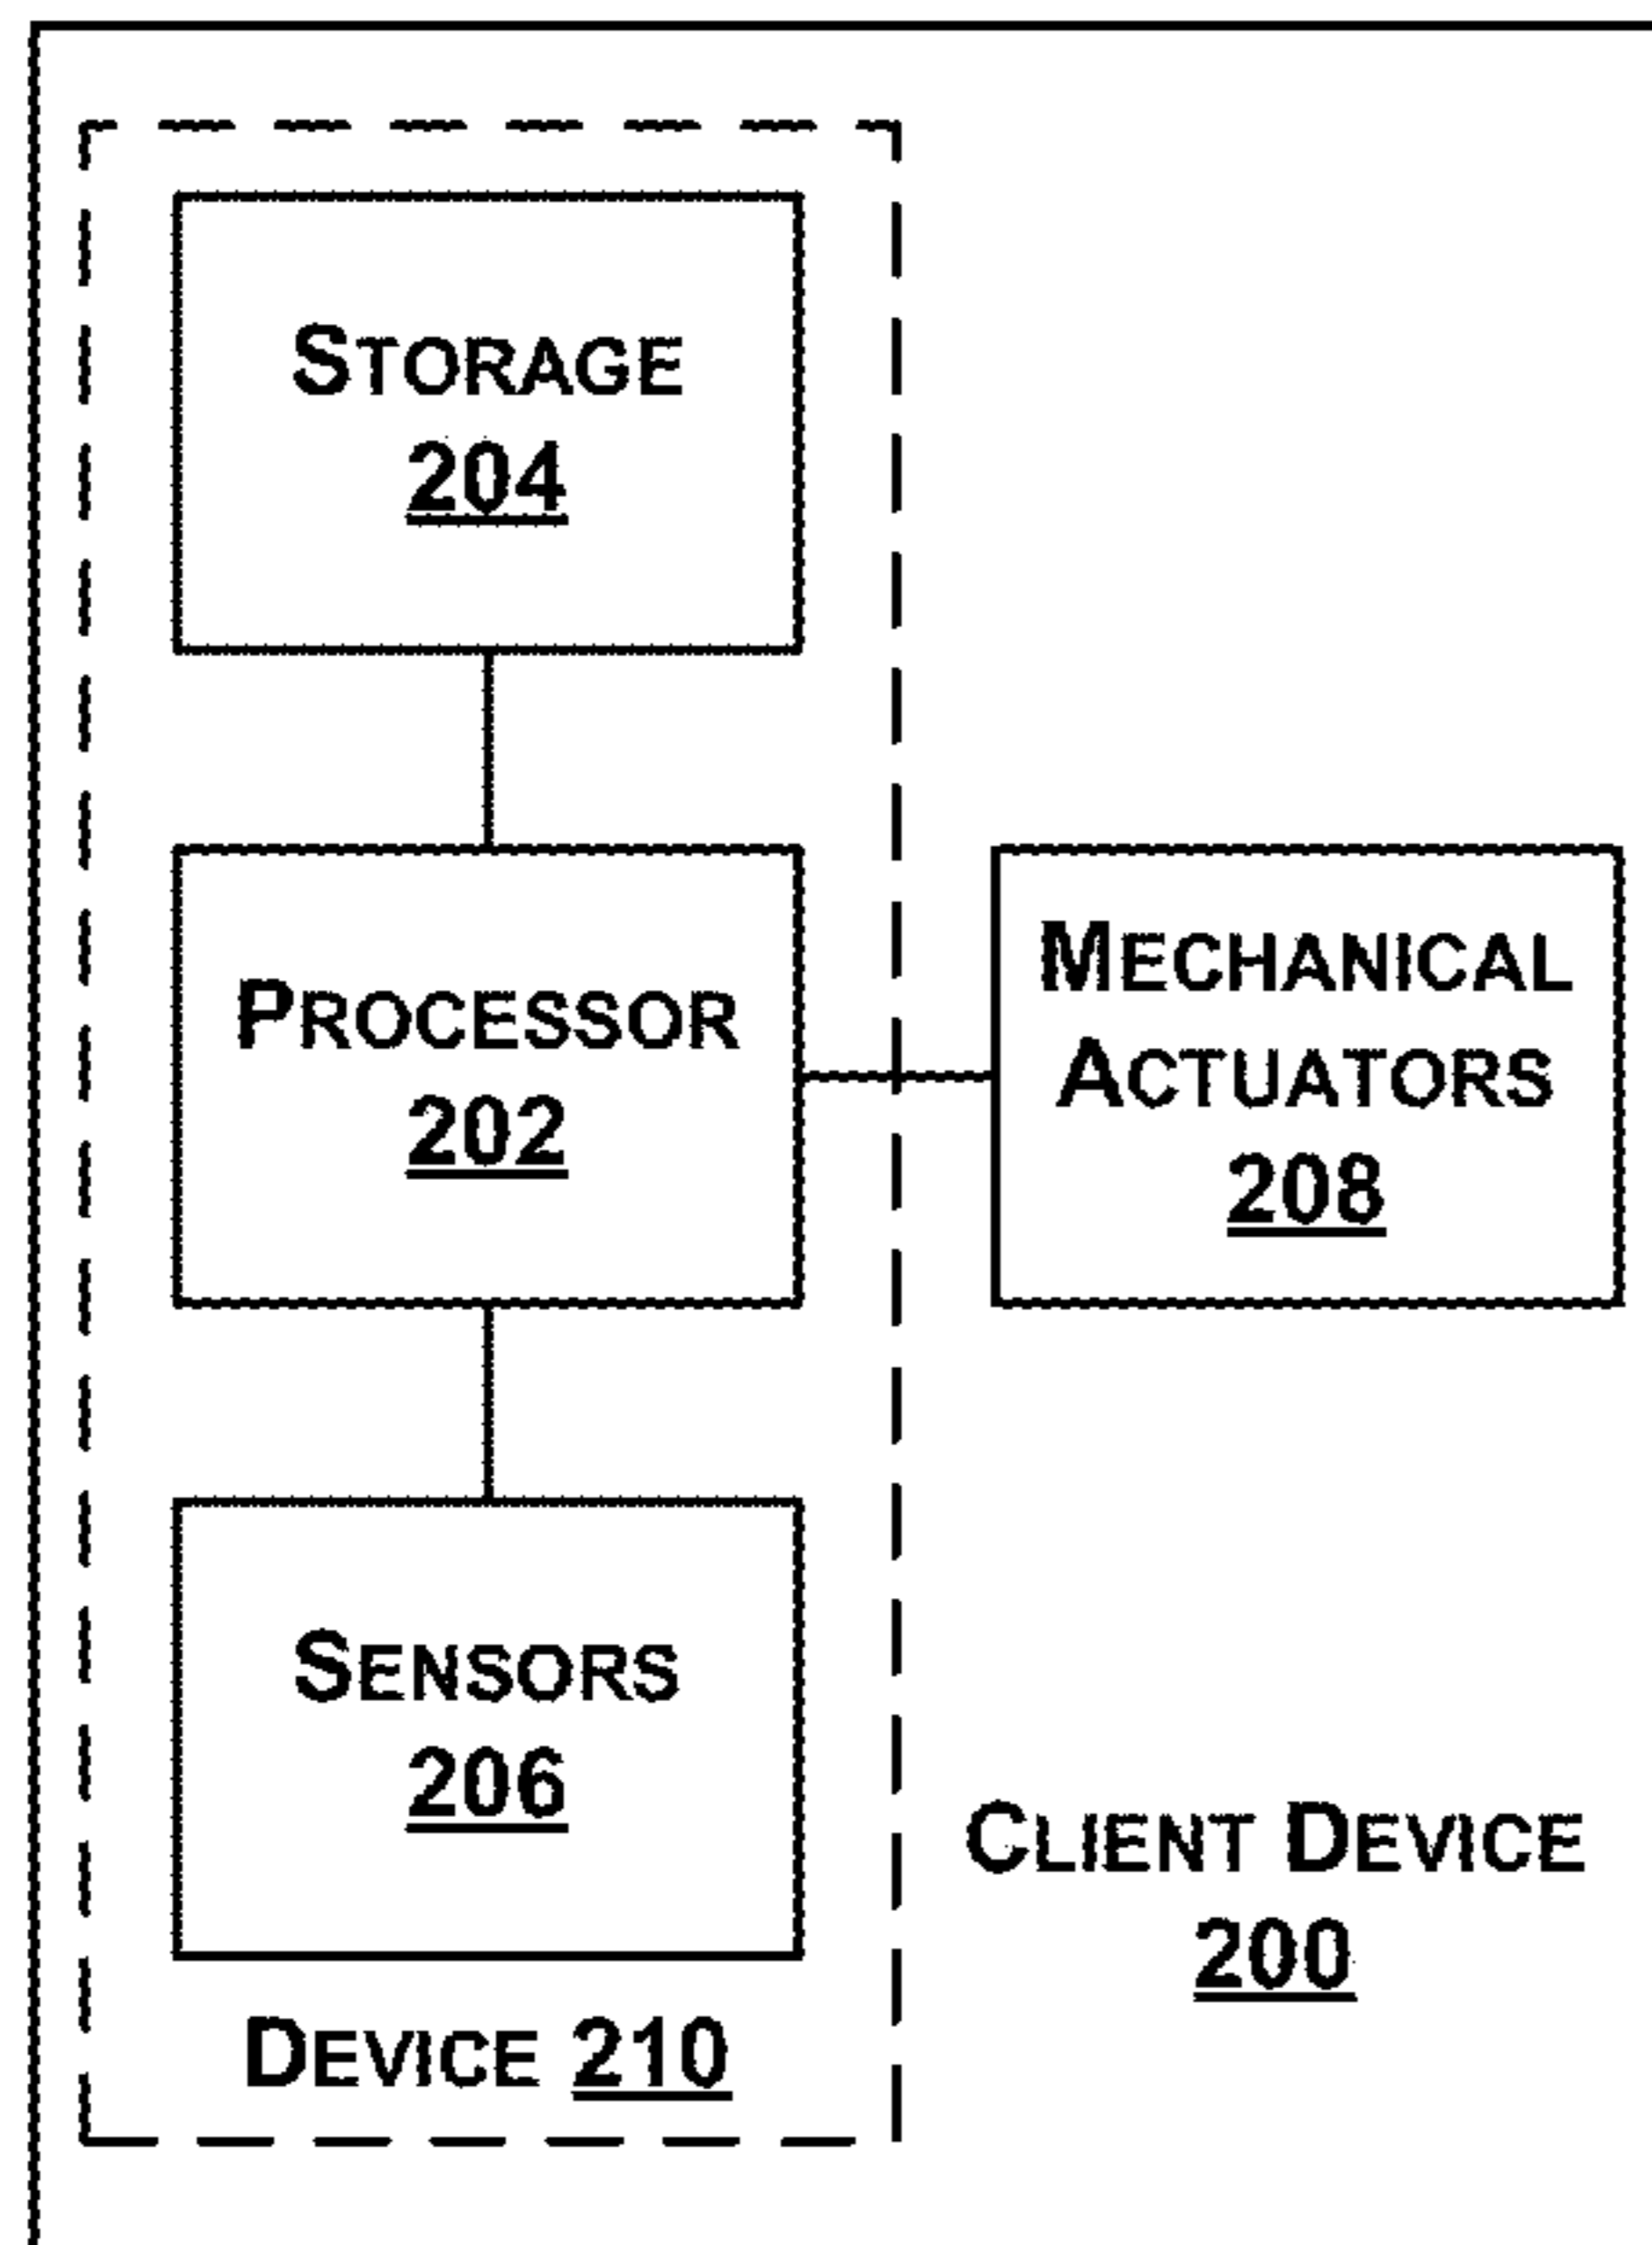 STORAGE
204
PROCESSOR
202
MECHANICAL
ACTUATORS
208
SENSORS
206
DEVICE 210
CLIENT DEVICE
200